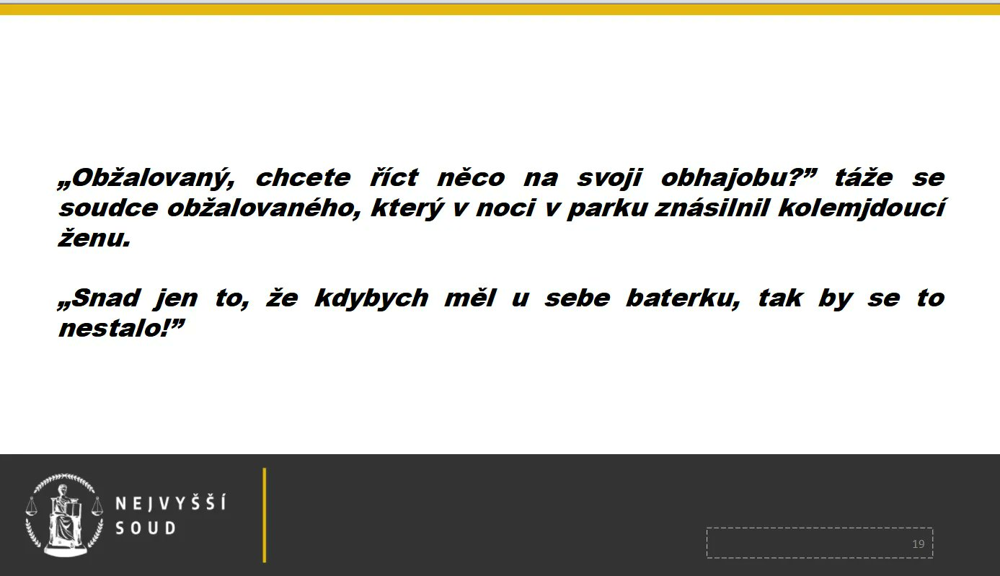 „Obžalovaný, chcete říct něco na svoji obhajobu?” táže se
soudce obžalovaného, který v noci v parku znásilnil kolemjdoucí
ženu.
„Snad jen to, že kdybych měl u sebe baterku, tak by se to
nestalo!”
NEJVYŠŠÍ
SOUD
19